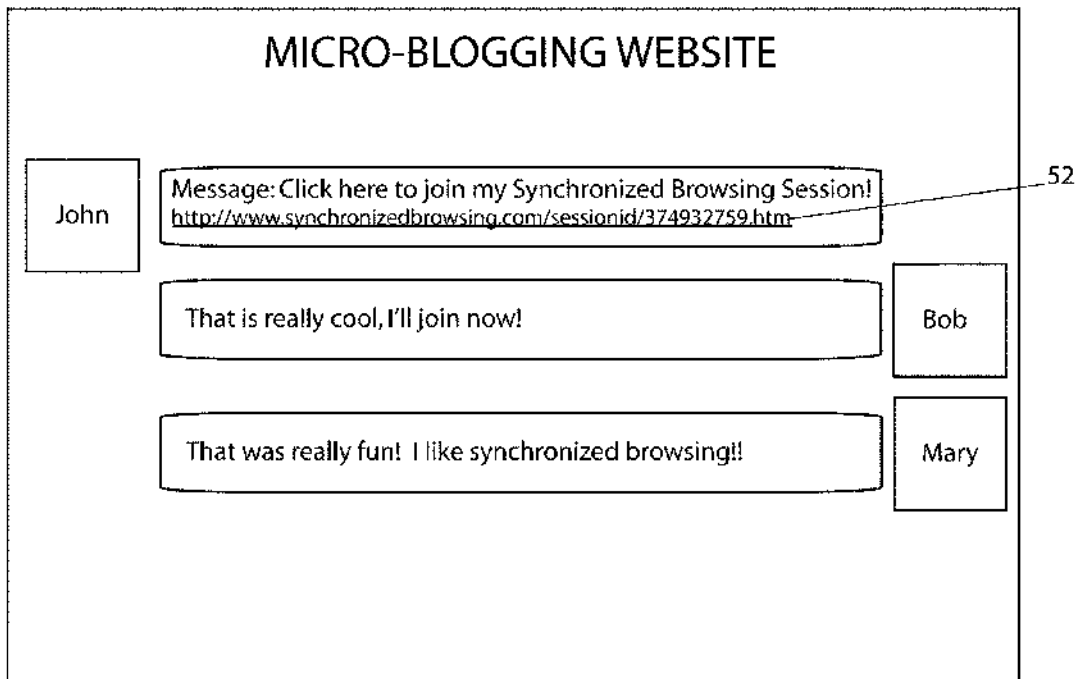 MICRO-BLOGGING WEBSITE
John
Message: Click here to join my Synchronized Browsing Session!
http://www.synchronizedbrowsing.com/sessionid/374932759.htm
52
That is really cool, I'll join now!
Bob
That was really fun! I like synchronized browsing!!
Mary